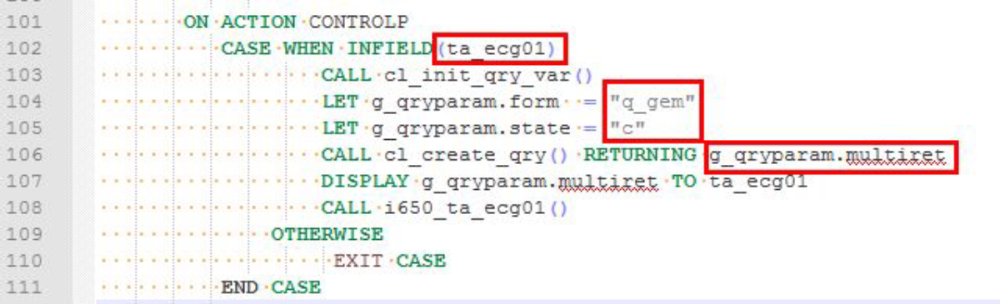 101 ON ACTION CONTROLP
102 CASE WHEN INFIELD(ta_ecg01)
103 CALL cl_init_qry_var()
104 LET g_qryparam.form = "q_gem"
105 LET g_qryparam.state = "c"
106 CALL cl_create_qry() RETURNING g_qryparam.multiret
107 DISPLAY g_qryparam.multiret TO ta_ecg01
108 CALL i650_ta_ecg01()
109 OTHERWISE
110 EXIT CASE
111 END CASE